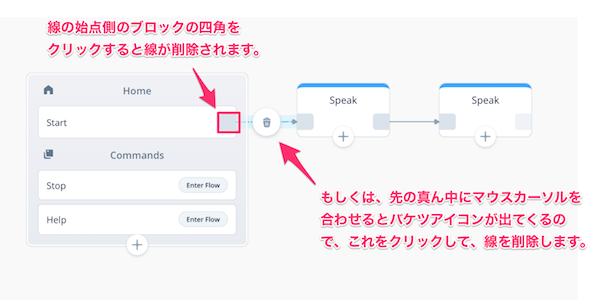 線の始点側のブロックの四角を
クリックすると線が削除されます。
Home
Start
Commands
Stop
Enter Flow
Help
Enter Flow
Speak
Speak
もしくは、先の真ん中にマウスカーソルを
合わせるとバケツアイコンが出てくるの
で、これをクリックして、線を削除します。